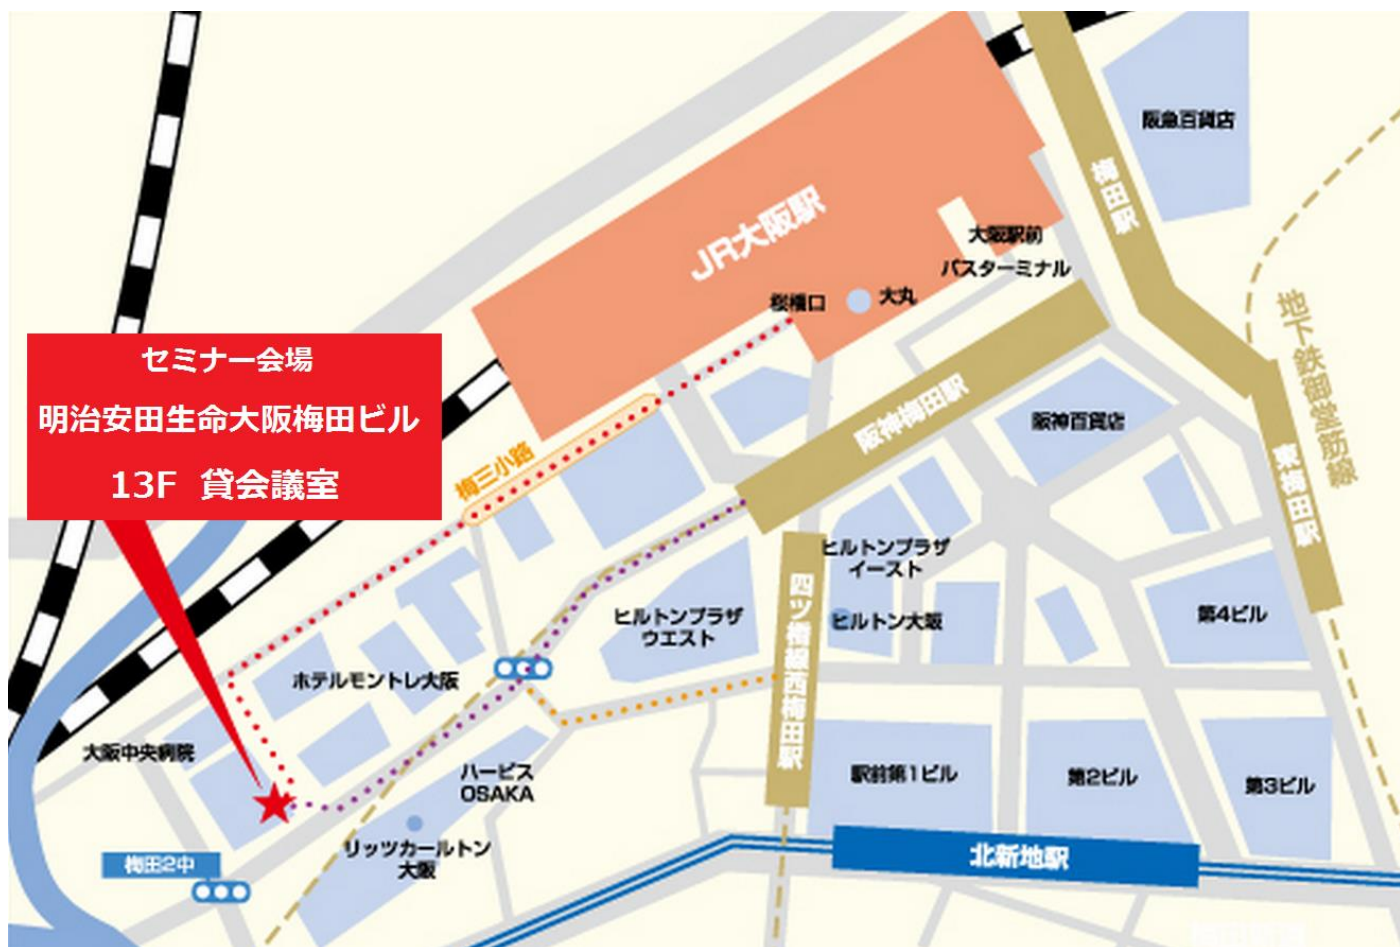 阪急百貨店
梅田駅
JR大阪駅
大阪駅前
バスターミナル
桜橋口
大丸
地下鉄御堂筋線
セミナー会場
明治安田生命大阪梅田ビル
13F 貸会議室
阪神梅田駅
阪神百貨店
梅三小路
東梅田駅
ヒルトンプラザ
イースト
四ツ橋線西梅田駅
ヒルトンプラザ
ウエスト
ヒルトン大阪
第4ビル
ホテルモントレ大阪
大阪中央病院
ハービス
OSAKA
駅前第1ビル
第2ビル
第3ビル
リッツカールトン
大阪
梅田2中
北新地駅